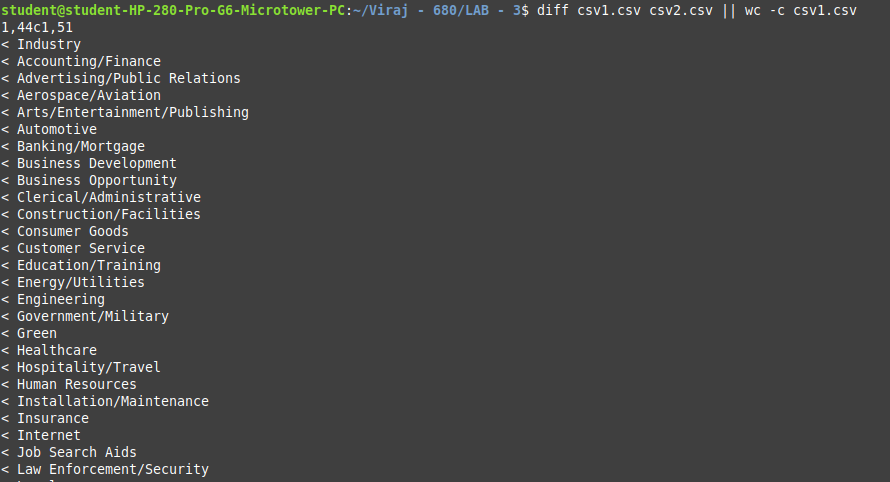 student@student-HP-280-Pro-G6-Microtower-PC:~/Viraj - 680/LAB - 3$ diff csv1.csv csv2.csv || wc -c csv1.csv
1,44c1,51
< Industry
< Accounting/Finance
< Advertising/Public Relations
< Aerospace/Aviation
< Arts/Entertainment/Publishing
< Automotive
< Banking/Mortgage
< Business Development
< Business Opportunity
< Clerical/Administrative
< Construction/Facilities
< Consumer Goods
< Customer Service
< Education/Training
< Energy/Utilities
< Engineering
< Government/Military
< Green
< Healthcare
< Hospitality/Travel
< Human Resources
< Installation/Maintenance
< Insurance
< Internet
< Job Search Aids
< Law Enforcement/Security